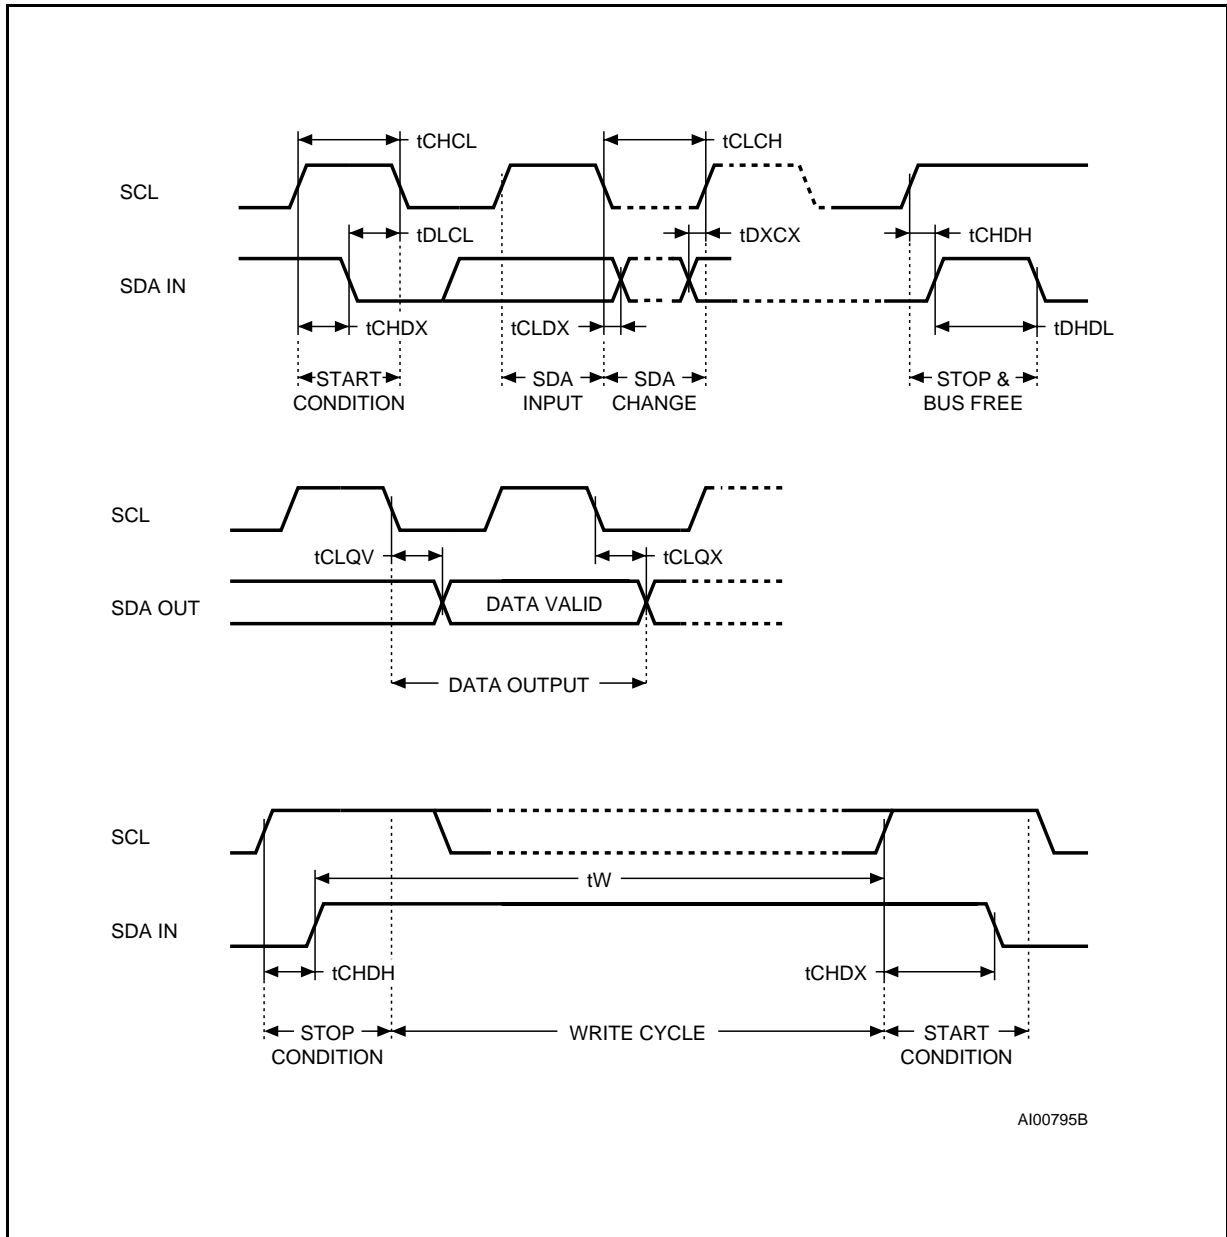 tCHCL
tCLCH
SCL
tDLCL
tDXCX
tCHDH
SDA IN
tCHDX
tCLDX
tDHDL
START
CONDITION
SDA
INPUT
SDA
CHANGE
STOP &
BUS FREE
SCL
tCLQV
tCLQX
SDA OUT
DATA VALID
DATA OUTPUT
SCL
tW
SDA IN
tCHDH
tCHDX
STOP
CONDITION
WRITE CYCLE
START
CONDITION
AI00795B